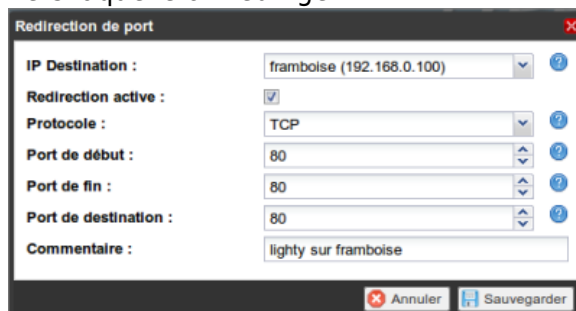 Redirection de port
IP Destination : framboise (192.168.0.100)
Redirection active :
Protocole : TCP
Port de début : 80
Port de fin : 80
Port de destination : 80
Commentaire : lighty sur framboise
Annuler Sauvegarder